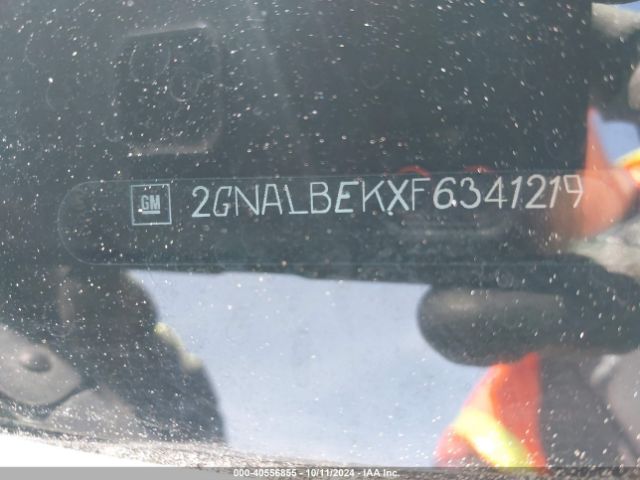 GM 2GNALBEKXF6341219
000-40556855 - 10/11/2024 - IAA Inc.